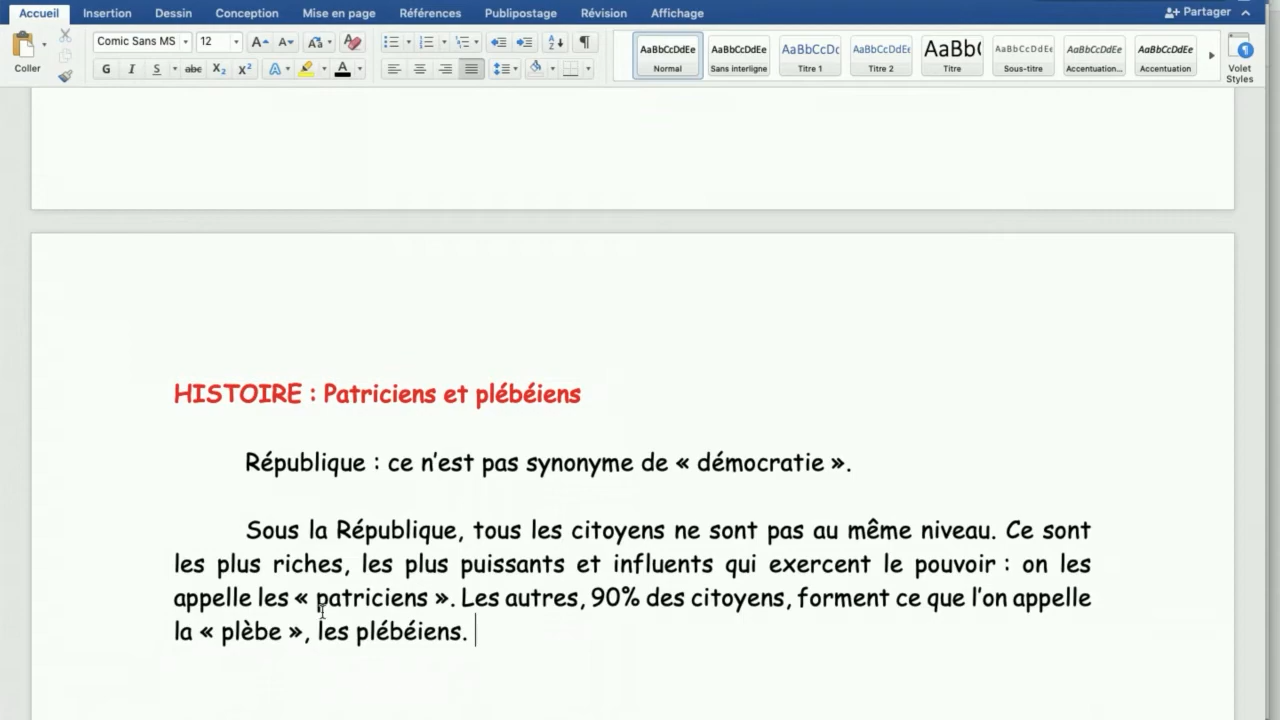 Accueil Insertion Dessin Conception Mise en page Références Publipostage Révision Affichage Partager
Coller Comic Sans MS 12
G I S abc X₂ X² A A
AaBbCcDdEe AaBbCcDdEe AaBbCcDc AaBbCcDdEe AaBb( AaBbCcDdEe AaBbCcDdEe AaBbCcDdEe
Normal Sans interligne Titre 1 Titre 2 Titre Sous-titre Accentuation... Accentuation
Volet
Styles
HISTOIRE : Patriciens et plébéiens
République : ce n’est pas synonyme de « démocratie ».
Sous la République, tous les citoyens ne sont pas au même niveau. Ce sont
les plus riches, les plus puissants et influents qui exercent le pouvoir : on les
appelle les « patriciens ». Les autres, 90% des citoyens, forment ce que l’on appelle
la « plèbe », les plébéiens.